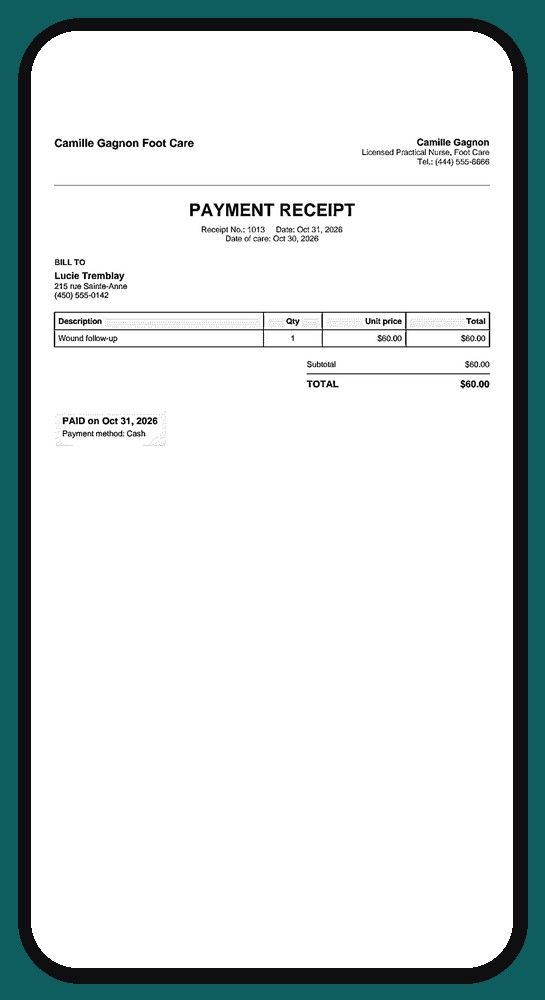 Camille Gagnon Foot Care
Camille Gagnon
Licensed Practical Nurse, Foot Care
Tel.: (444) 555-6666
PAYMENT RECEIPT
Receipt No.: 1013 Date: Oct 31, 2026
Date of care: Oct 30, 2026
BILL TO
Lucie Tremblay
215 rue Sainte-Anne
(450) 555-0142
Description Qty Unit price Total
Wound follow-up 1 $60.00 $60.00
Subtotal $60.00
TOTAL $60.00
PAID on Oct 31, 2026
Payment method: Cash